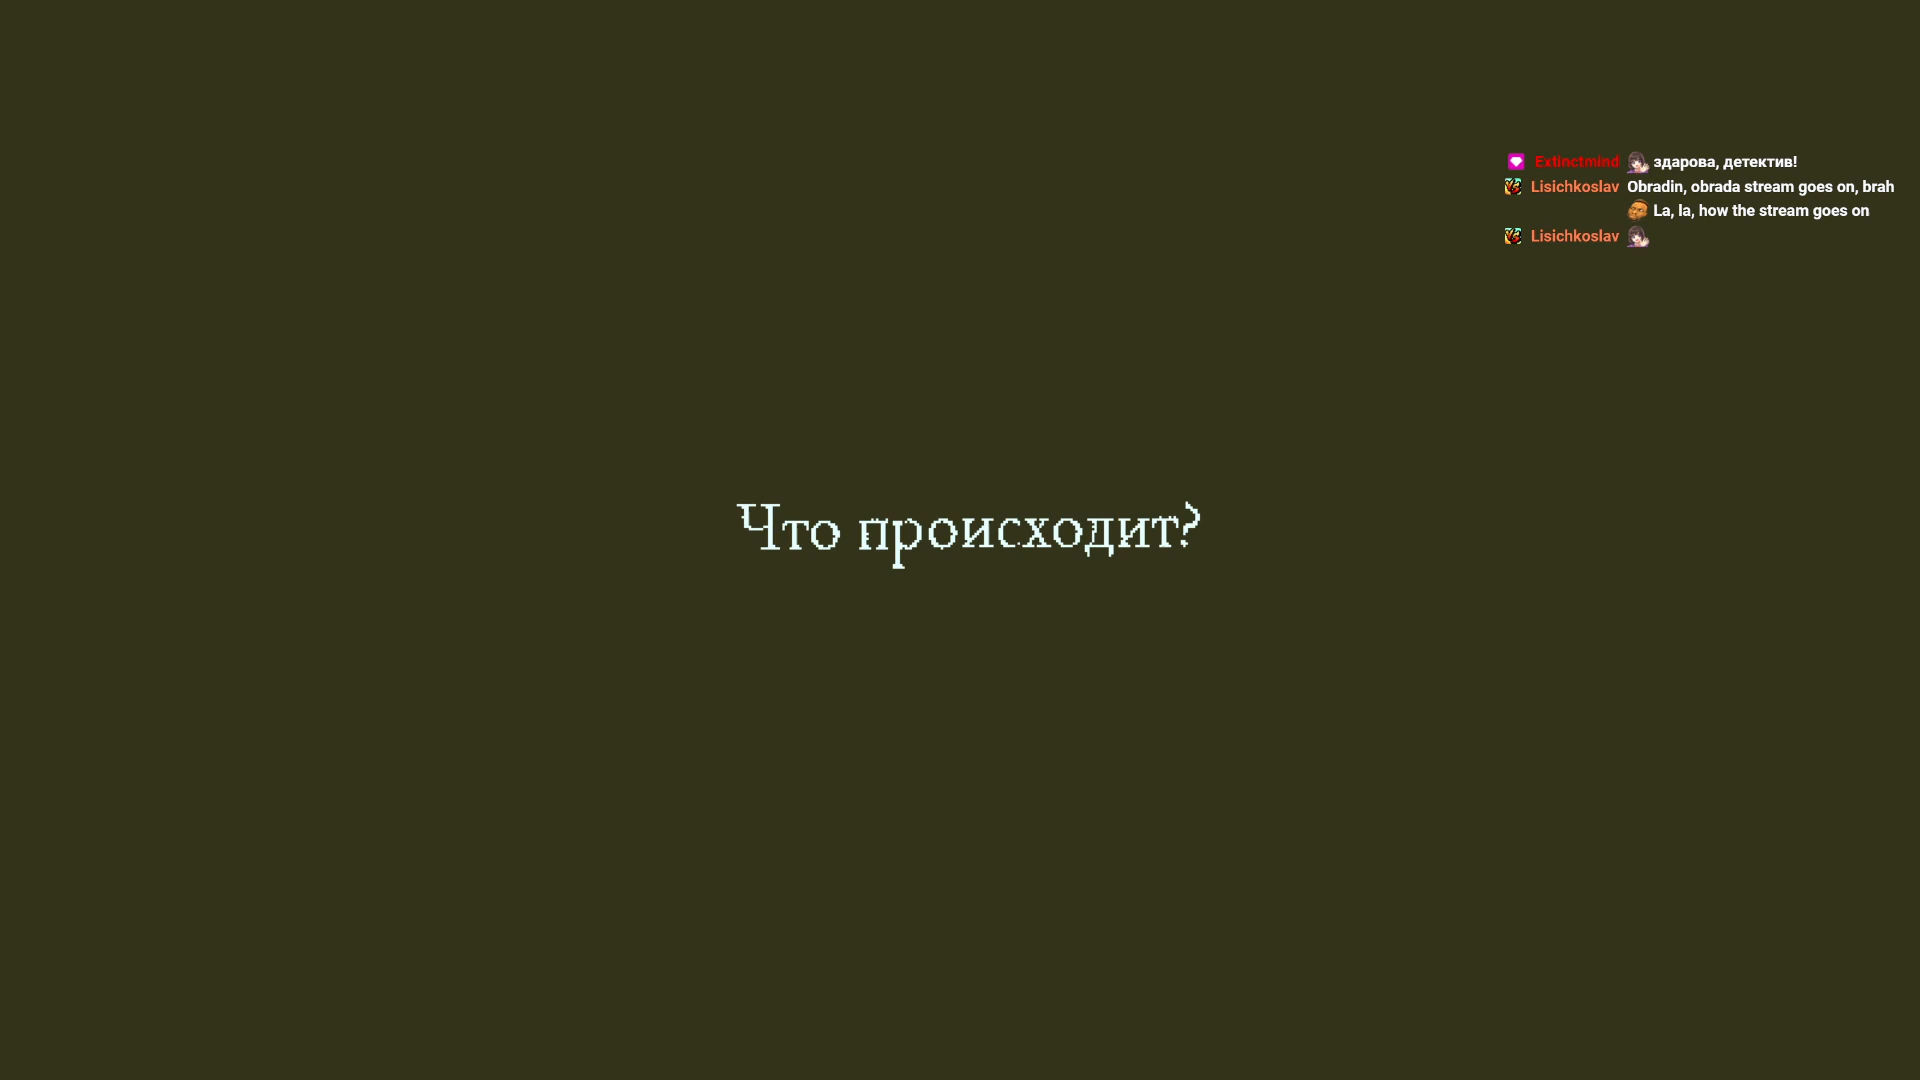 Extinctmind здарова, детектив!
Lisichkoslav Obradin, obrada stream goes on, brah
La, la, how the stream goes on
Lisichkoslav
Что происходит?